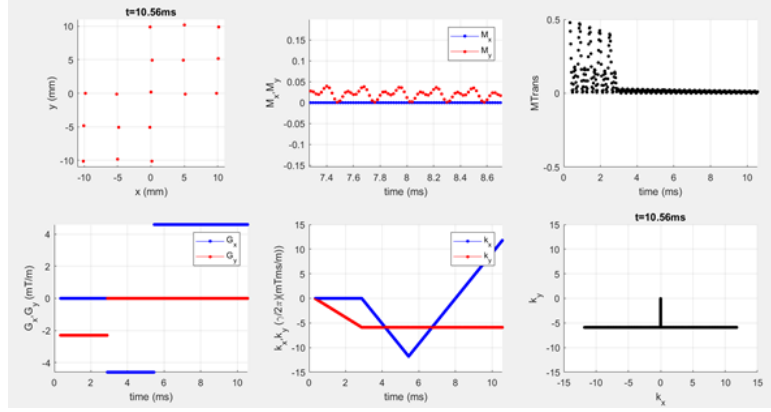 t=10.56ms
10
5
0
-5
-10
y (mm)
-10 -5 0 5 10
x (mm)
0.15
0.1
0.05
0
-0.05
-0.1
-0.15
Mx,My
Mx
My
7.4 7.6 7.8 8 8.2 8.4 8.6
time (ms)
0.5
0
-0.5
MTrans
0 2 4 6 8 10
time (ms)
4
2
0
-2
-4
Gx,Gy (mT/m)
Gx
Gy
0 2 4 6 8 10
time (ms)
15
10
5
0
-5
-10
-15
kx,ky (γ/2π)(mTms/m))
kx
ky
0 2 4 6 8 10
time (ms)
t=10.56ms
15
10
5
0
-5
-10
-15
ky
-15 -10 -5 0 5 10 15
kx